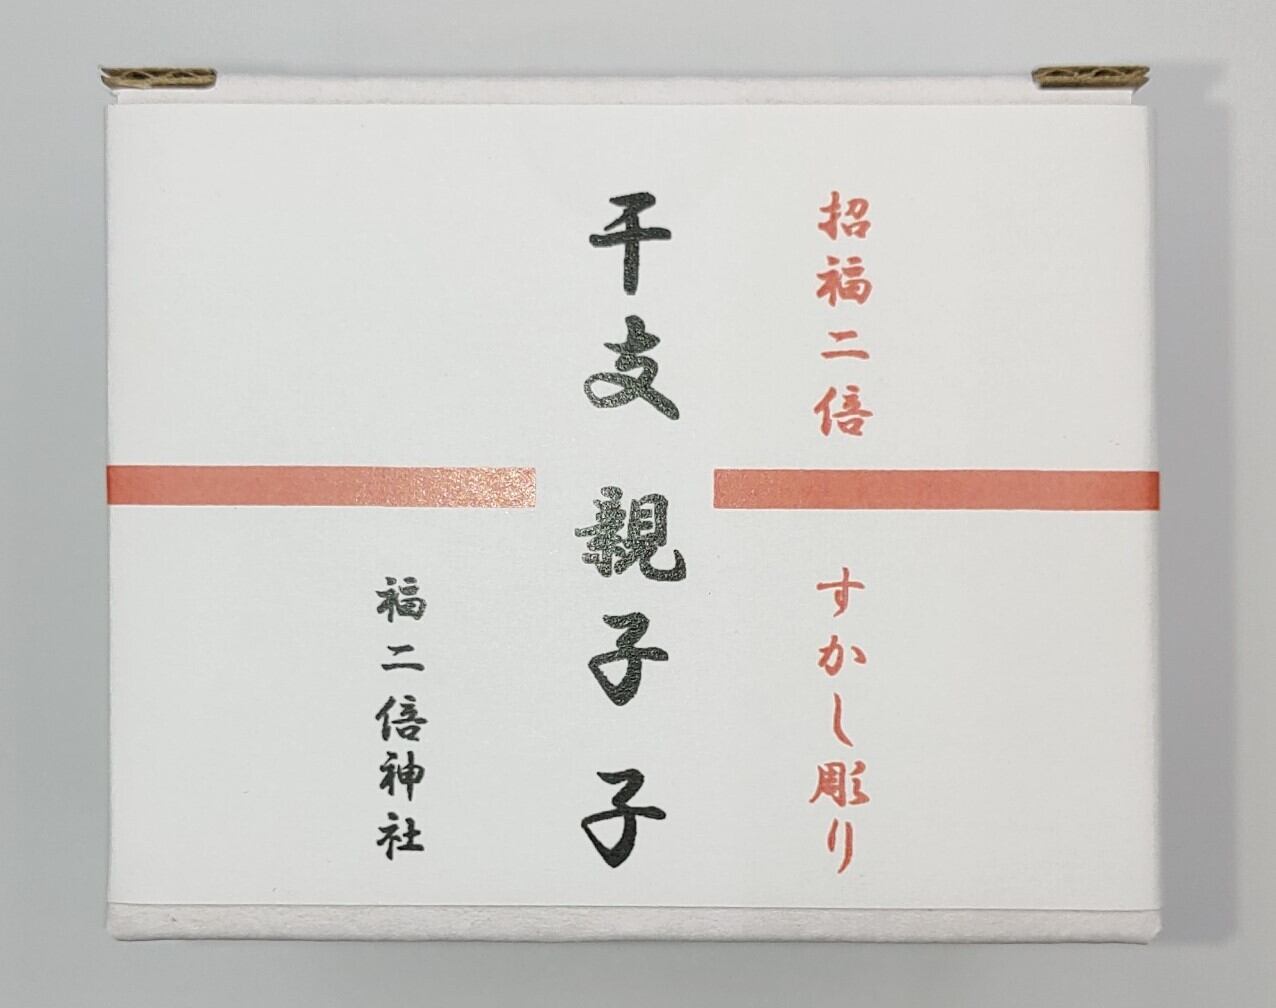 招福二倍
すかし彫り
干支 親子 子
福二倍神社